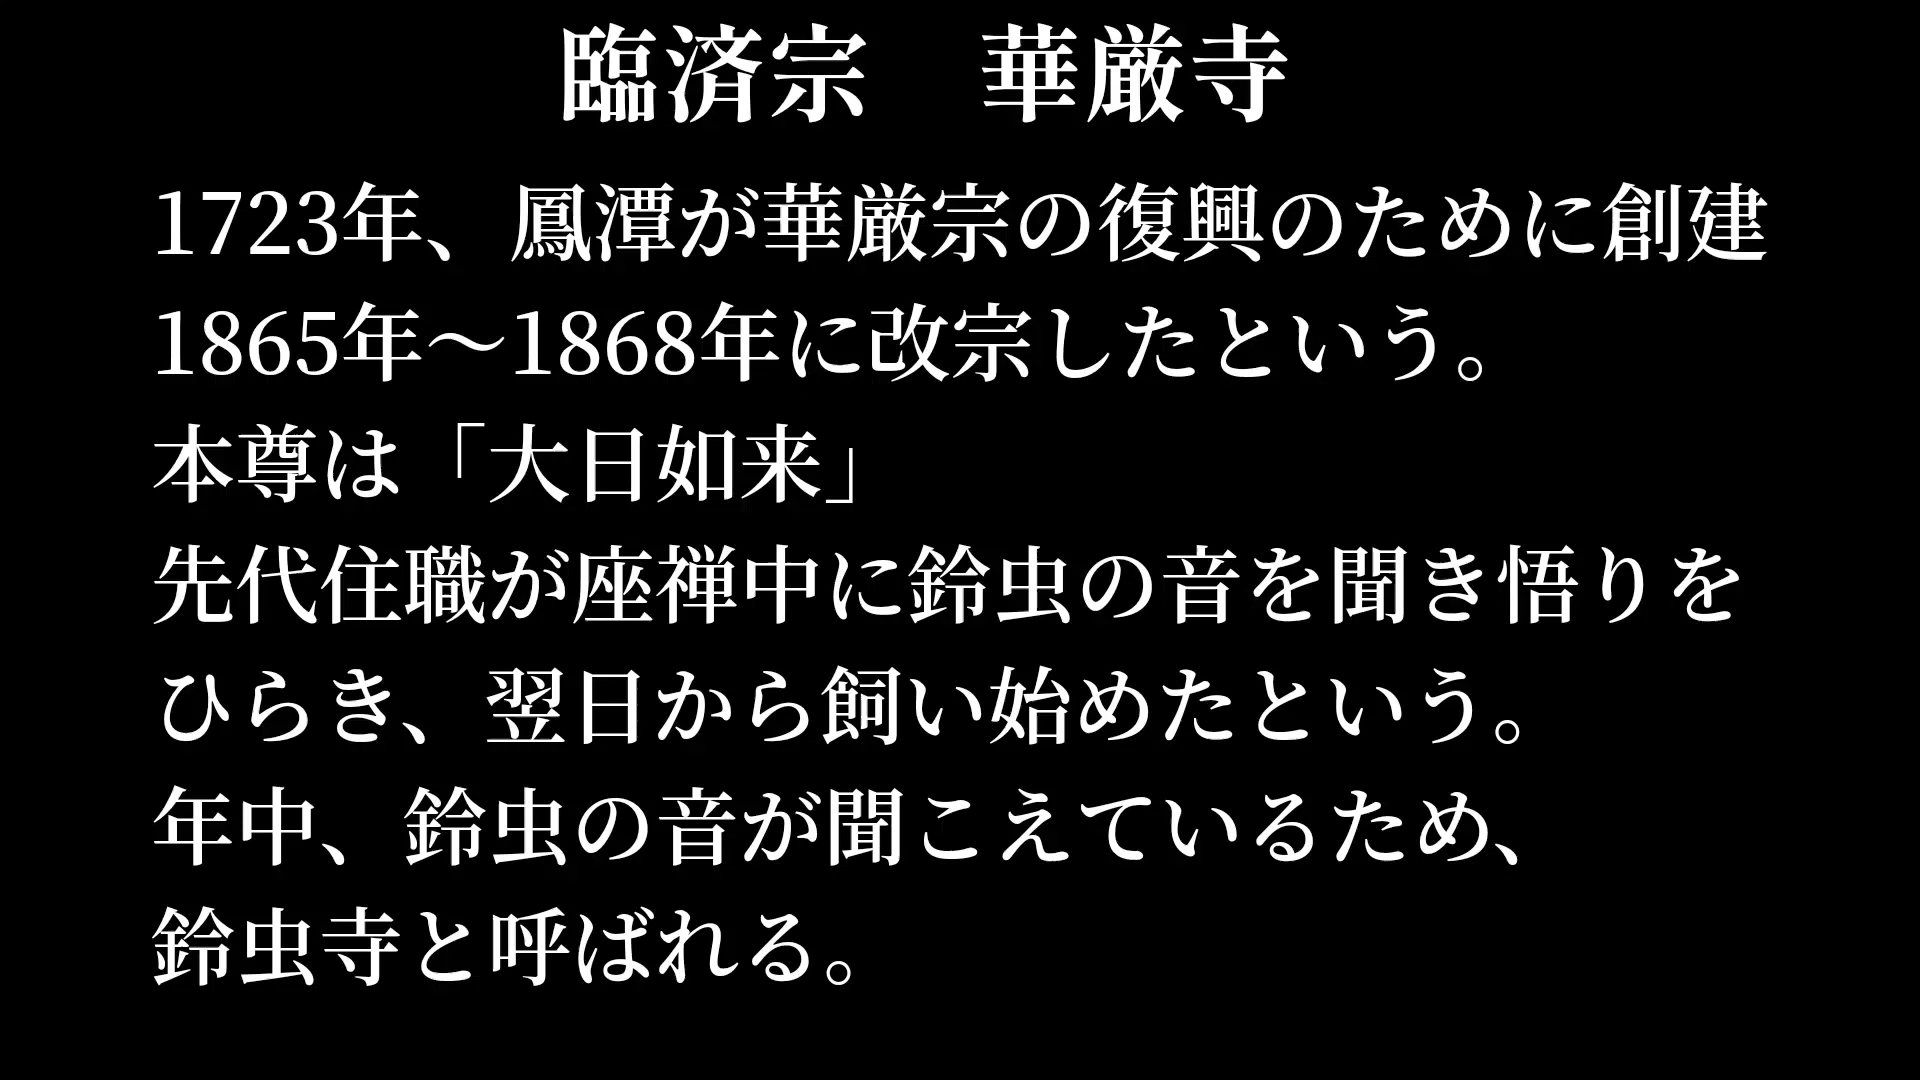 臨済宗　華厳寺
1723年、鳳潭が華厳宗の復興のために創建
1865年～1868年に改宗したという。
本尊は「大日如来」
先代住職が座禅中に鈴虫の音を聞き悟りを
ひらき、翌日から飼い始めたという。
年中、鈴虫の音が聞こえているため、
鈴虫寺と呼ばれる。